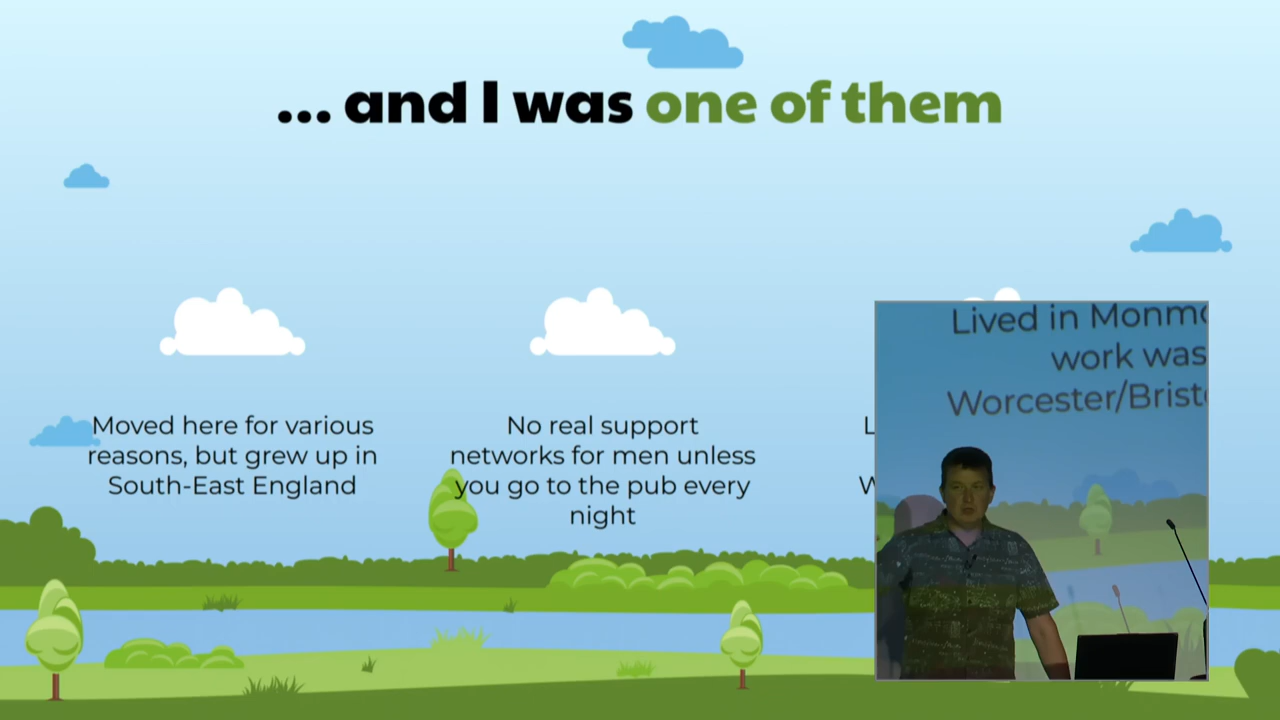 ... and I was one of them
Moved here for various
reasons, but grew up in
South-East England
No real support
networks for men unless
you go to the pub every
night
L
W
Lived in Monmo
work was
Worcester/Brist